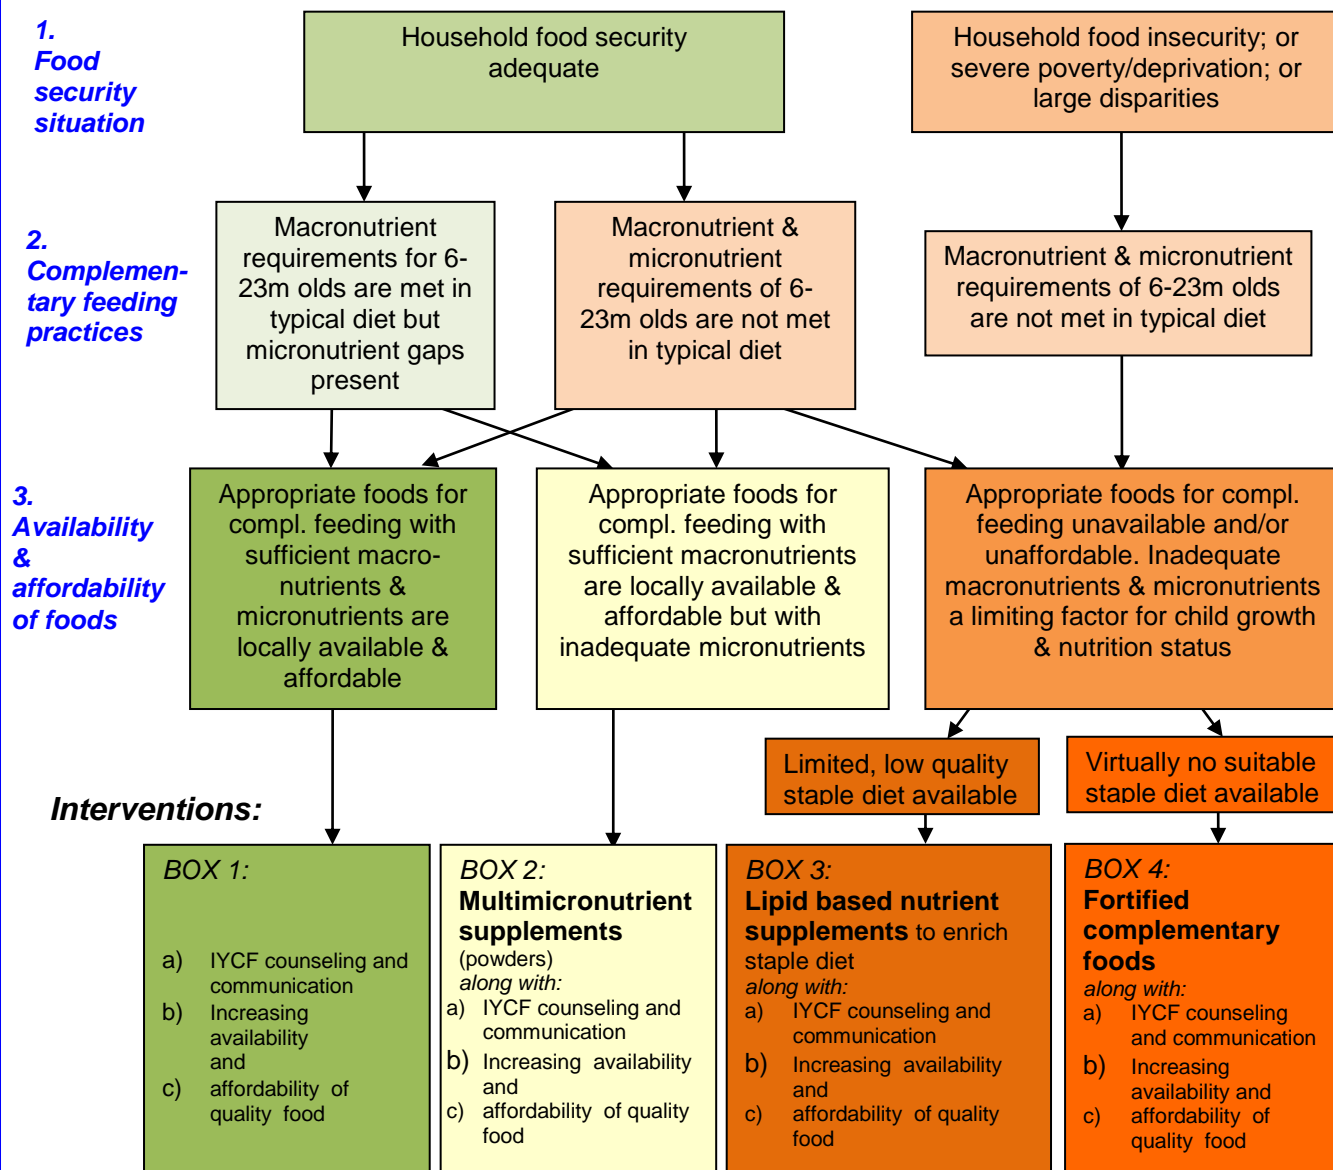 1.
Food
security
situation
Household food security
adequate
Household food insecurity; or
severe poverty/deprivation; or
large disparities
2.
Complemen-
tary feeding
practices
Macronutrient
requirements for 6-
23m olds are met in
typical diet but
micronutrient gaps
present
Macronutrient &
micronutrient
requirements of 6-
23m olds are not met
in typical diet
Macronutrient & micronutrient
requirements of 6-23m olds
are not met in typical diet
3.
Availability
&
affordability
of foods
Appropriate foods for
compl. feeding with
sufficient macro-
nutrients &
micronutrients are
locally available &
affordable
Appropriate foods for
compl. feeding with
sufficient macronutrients
are locally available &
affordable but with
inadequate micronutrients
Appropriate foods for compl.
feeding unavailable and/or
unaffordable. Inadequate
macronutrients & micronutrients
a limiting factor for child growth
& nutrition status
Limited, low quality
staple diet available
Virtually no suitable
staple diet available
Interventions:
BOX 1:
a) IYCF counseling and
communication
b) Increasing
availability
and
c) affordability of
quality food
BOX 2:
Multimicronutrient
supplements
(powders)
along with:
a) IYCF counseling and
communication
b) Increasing availability
and
c) affordability of quality
food
BOX 3:
Lipid based nutrient
supplements to enrich
staple diet
along with:
a) IYCF counseling and
communication
b) Increasing availability
and
c) affordability of quality
food
BOX 4:
Fortified
complementary
foods
along with:
a) IYCF counseling
and communication
b) Increasing
availability and
c) affordability of
quality food